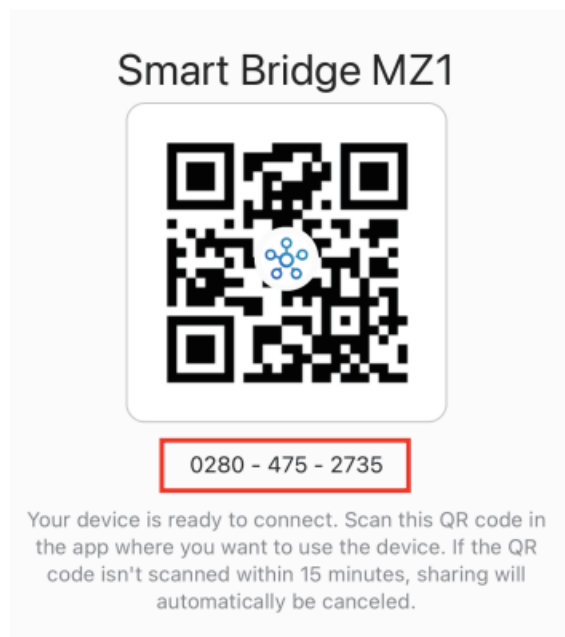 Smart Bridge MZ1
0280 - 475 - 2735
Your device is ready to connect. Scan this QR code in
the app where you want to use the device. If the QR
code isn't scanned within 15 minutes, sharing will
automatically be canceled.